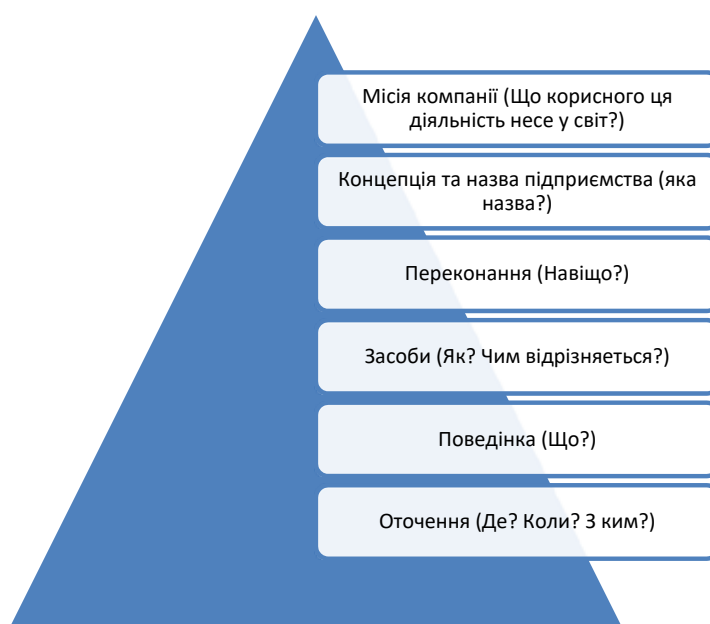 Місія компанії (Що корисного ця
діяльність несе у світ?)
Концепція та назва підприємства (яка
назва?)
Переконання (Навіщо?)
Засоби (Як? Чим відрізняеться?)
Поведінка (Що?)
Оточення (Де? Коли? З ким?)